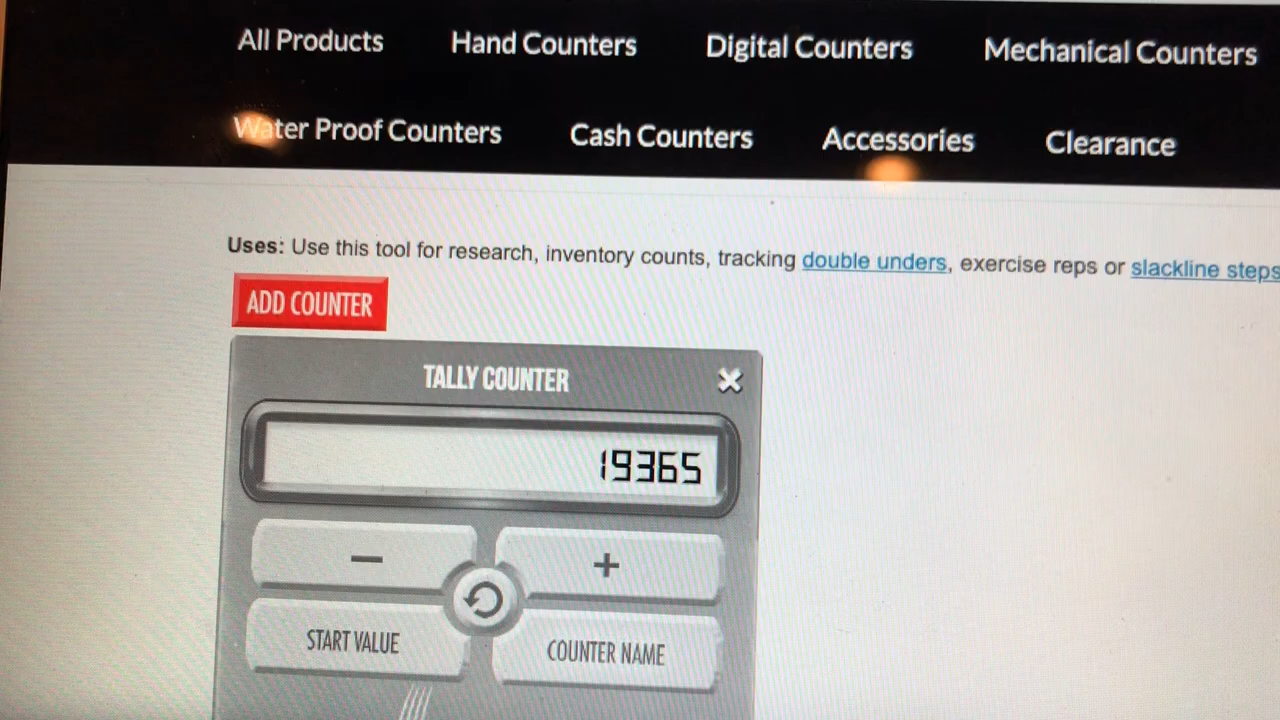 All Products Hand Counters Digital Counters Mechanical Counters
Water Proof Counters Cash Counters Accessories Clearance
Uses: Use this tool for research, inventory counts, tracking double unders, exercise reps or slackline steps
ADD COUNTER
TALLY COUNTER
19365
− +
START VALUE COUNTER NAME